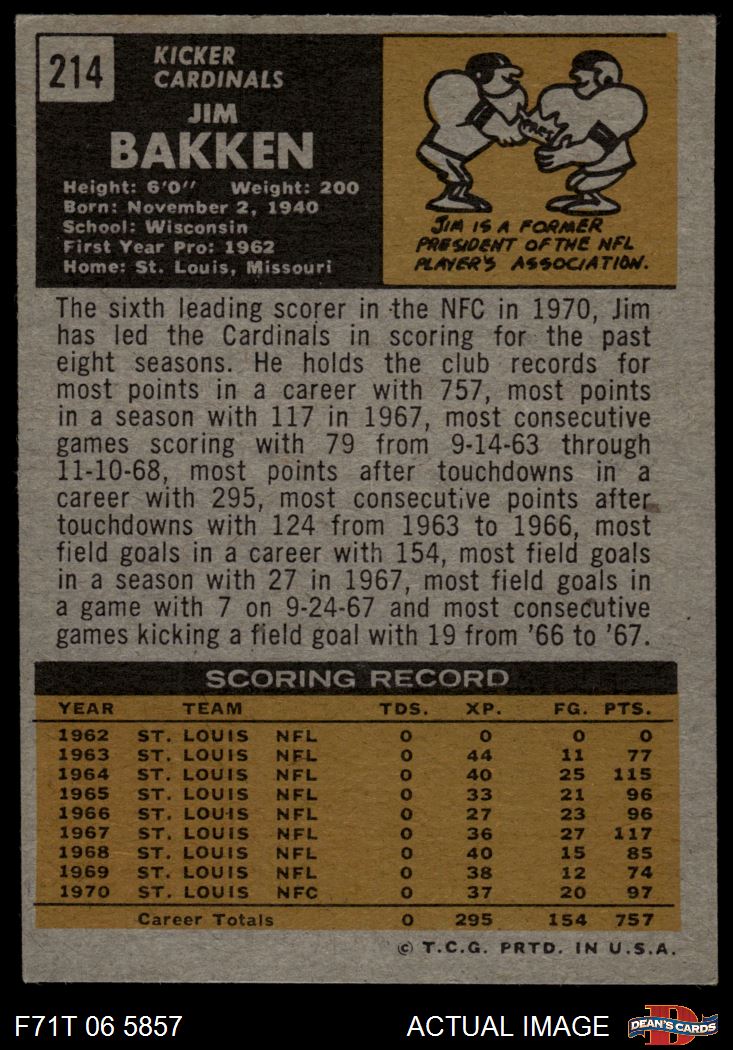 214
KICKER
CARDINALS
JIM
BAKKEN
Height: 6'0" Weight: 200
Born: November 2, 1940
School: Wisconsin
First Year Pro: 1962
Home: St. Louis, Missouri
JIM IS A FORMER
PRESIDENT OF THE NFL
PLAYER'S ASSOCIATION.
The sixth leading scorer in the NFC in 1970, Jim
has led the Cardinals in scoring for the past
eight seasons. He holds the club records for
most points in a career with 757, most points
in a season with 117 in 1967, most consecutive
games scoring with 79 from 9-14-63 through
11-10-68, most points after touchdowns in a
career with 295, most consecutive points after
touchdowns with 124 from 1963 to 1966, most
field goals in a career with 154, most field goals
in a season with 27 in 1967, most field goals in
a game with 7 on 9-24-67 and most consecutive
games kicking a field goal with 19 from '66 to '67.
SCORING RECORD
YEAR TEAM TDS. XP. FG. PTS.
1962 ST. LOUIS NFL 0 0 0 0
1963 ST. LOUIS NFL 0 44 11 77
1964 ST. LOUIS NFL 0 40 25 115
1965 ST. LOUIS NFL 0 33 21 96
1966 ST. LOUIS NFL 0 27 23 96
1967 ST. LOUIS NFL 0 36 27 117
1968 ST. LOUIS NFL 0 40 15 85
1969 ST. LOUIS NFL 0 38 12 74
1970 ST. LOUIS NFC 0 37 20 97
Career Totals 0 295 154 757
© T.C.G. PRTD. IN U.S.A.
F71T 06 5857 ACTUAL IMAGE D DEAN'S CARDS